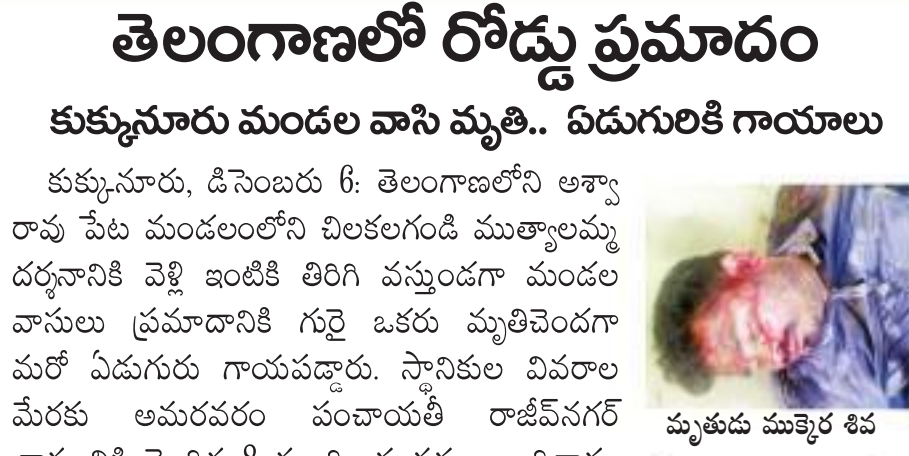 తెలంగాణలో రోడ్డు ప్రమాదం
కుక్కునూరు మండల వాసి మృతి.. ఏడుగురికి గాయాలు
కుక్కునూరు, డిసెంబరు 6: తెలంగాణలోని అశ్వా
రావు పేట మండలంలోని చిలకలగండి ముత్యాలమ్మ
దర్శనానికి వెళ్లి ఇంటికి తిరిగి వస్తుండగా మండల
వాసులు ప్రమాదానికి గురై ఒకరు మృతిచెందగా
మరో ఏడుగురు గాయపడ్డారు. స్థానికుల వివరాల
మేరకు అమరవరం పంచాయతీ రాజీవ్‌నగర్
మృతుడు ముక్కెర శివ